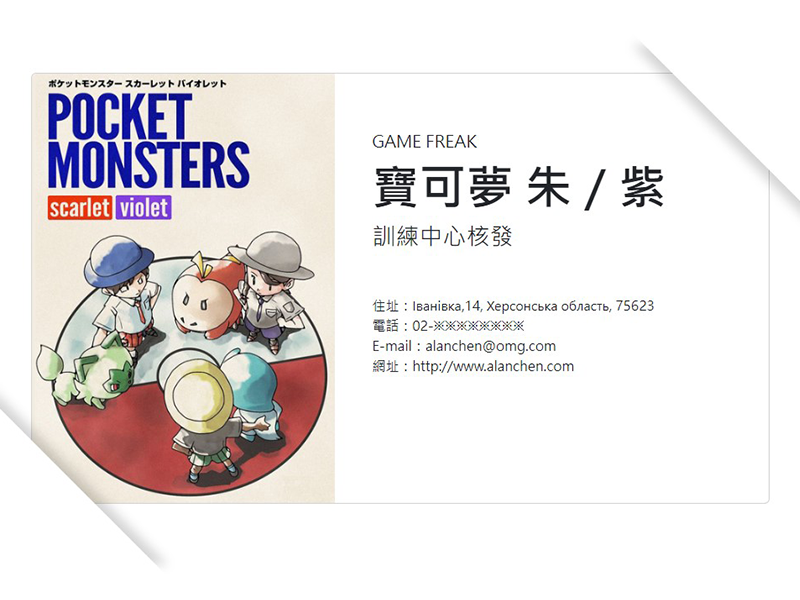 ポケットモンスター スカーレット バイオレット
POCKET
MONSTERS
scarlet violet
GAME FREAK
寶可夢 朱 / 紫
訓練中心核發
住址：Іванівка,14, Херсонська область, 75623
電話：02-※※※※※※※※
E-mail：alanchen@omg.com
網址：http://www.alanchen.com